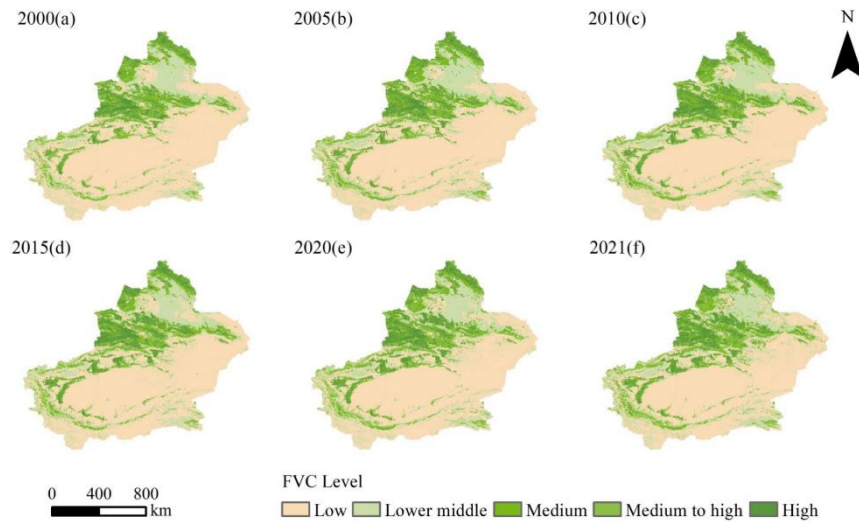 2000(a) 2005(b) 2010(c) N
2015(d) 2020(e) 2021(f)
FVC Level
0 400 800
km
Low Lower middle Medium Medium to high High